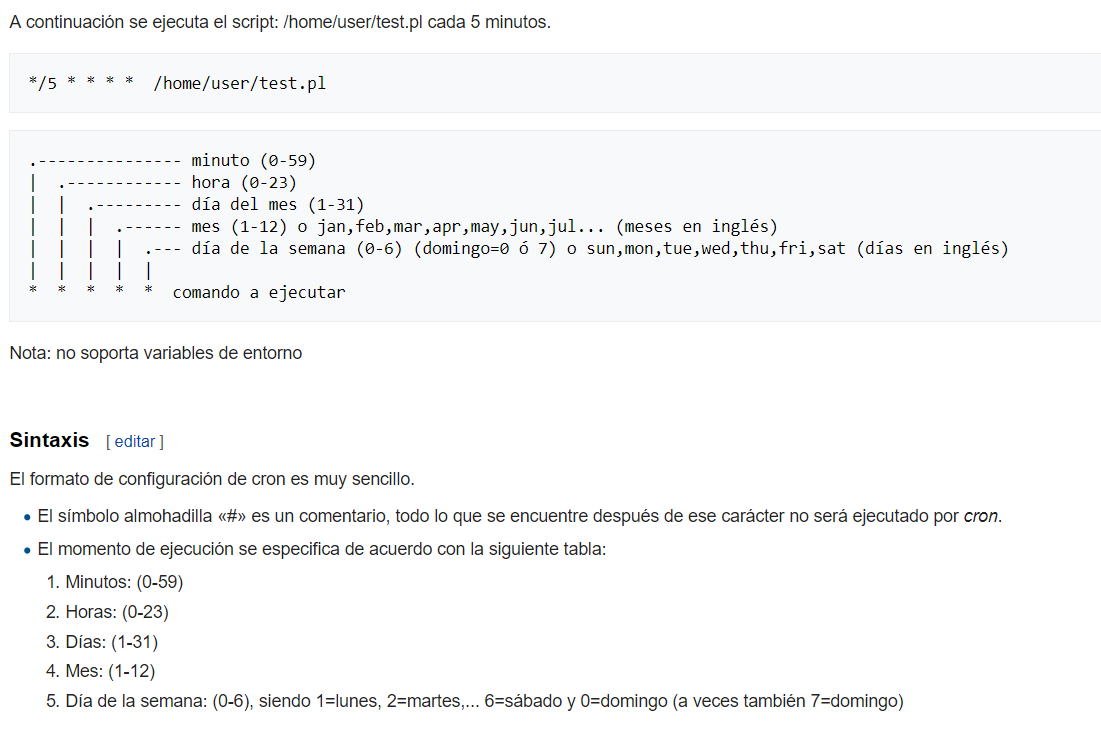 A continuación se ejecuta el script: /home/user/test.pl cada 5 minutos.
*/5 * * * *  /home/user/test.pl
.--------------- minuto (0-59)
|  .------------ hora (0-23)
|  |  .--------- día del mes (1-31)
|  |  |  .------ mes (1-12) o jan,feb,mar,apr,may,jun,jul... (meses en inglés)
|  |  |  |  .--- día de la semana (0-6) (domingo=0 ó 7) o sun,mon,tue,wed,thu,fri,sat (días en inglés)
|  |  |  |  |
*  *  *  *  *  comando a ejecutar
Nota: no soporta variables de entorno
Sintaxis [ editar ]
El formato de configuración de cron es muy sencillo.
• El símbolo almohadilla «#» es un comentario, todo lo que se encuentre después de ese carácter no será ejecutado por cron.
• El momento de ejecución se especifica de acuerdo con la siguiente tabla:
1. Minutos: (0-59)
2. Horas: (0-23)
3. Días: (1-31)
4. Mes: (1-12)
5. Día de la semana: (0-6), siendo 1=lunes, 2=martes,... 6=sábado y 0=domingo (a veces también 7=domingo)